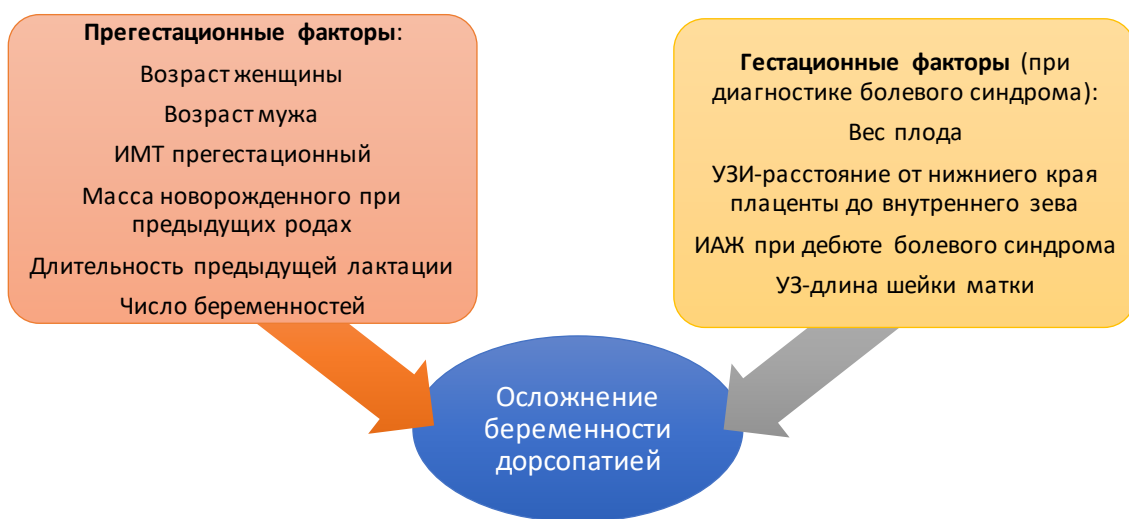 Прегестационные факторы:
Возраст женщины
Возраст мужа
ИМТ прегестационный
Масса новорожденного при
предыдущих родах
Длительность предыдущей лактации
Число беременностей
Гестационные факторы (при
диагностике болевого синдрома):
Вес плода
УЗИ-расстояние от нижниего края
плаценты до внутреннего зева
ИАЖ при дебюте болевого синдрома
УЗ-длина шейки матки
Осложнение
беременности
дорсопатией